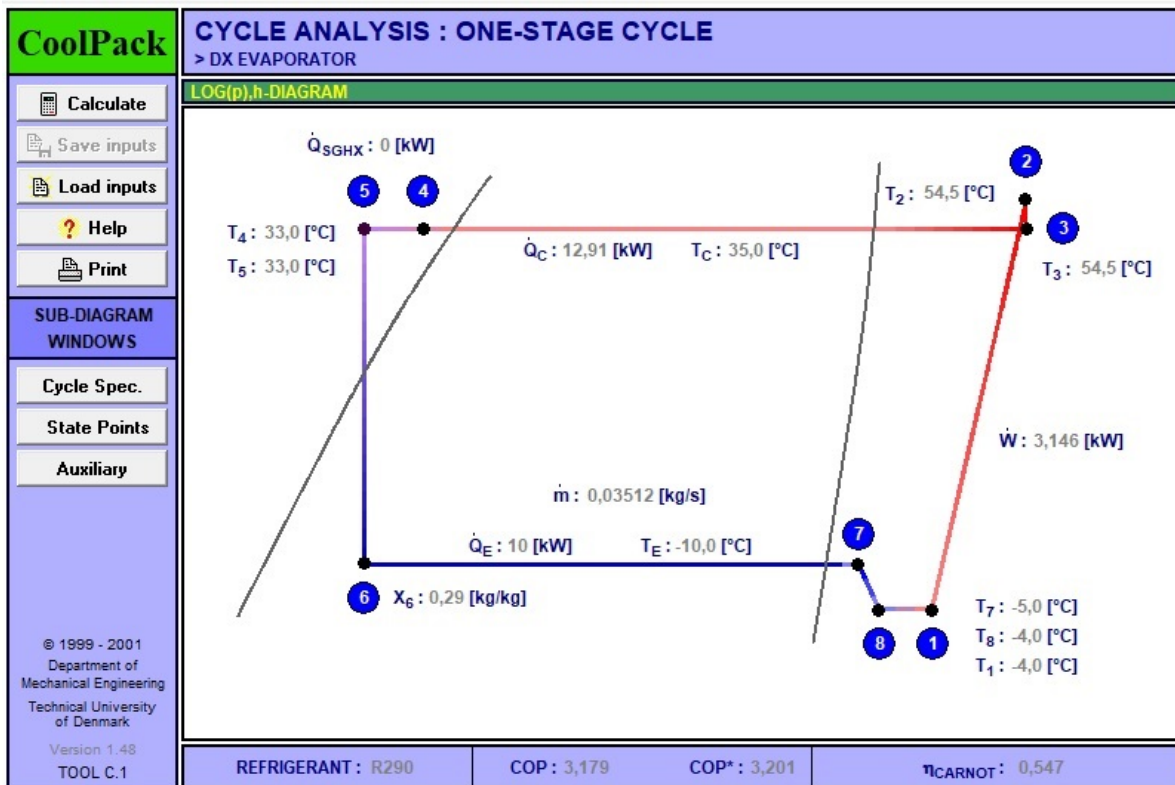 CoolPack
CYCLE ANALYSIS : ONE-STAGE CYCLE
> DX EVAPORATOR
LOG(p),h-DIAGRAM
Calculate
Save inputs
Load inputs
Help
Print
SUB-DIAGRAM
WINDOWS
Cycle Spec.
State Points
Auxiliary
© 1999 - 2001
Department of
Mechanical Engineering
Technical University
of Denmark
Version 1.48
TOOL C.1
Q̇SGHX : 0 [kW]
5 4
2
T2 : 54,5 [°C]
3
T4 : 33,0 [°C]
Q̇C : 12,91 [kW] TC : 35,0 [°C]
T5 : 33,0 [°C]
T3 : 54,5 [°C]
Ẇ : 3,146 [kW]
ṁ : 0,03512 [kg/s]
7
Q̇E : 10 [kW] TE : -10,0 [°C]
6 X6 : 0,29 [kg/kg]
8 1
T7 : -5,0 [°C]
T8 : -4,0 [°C]
T1 : -4,0 [°C]
REFRIGERANT : R290 COP : 3,179 COP* : 3,201 ηCARNOT : 0,547